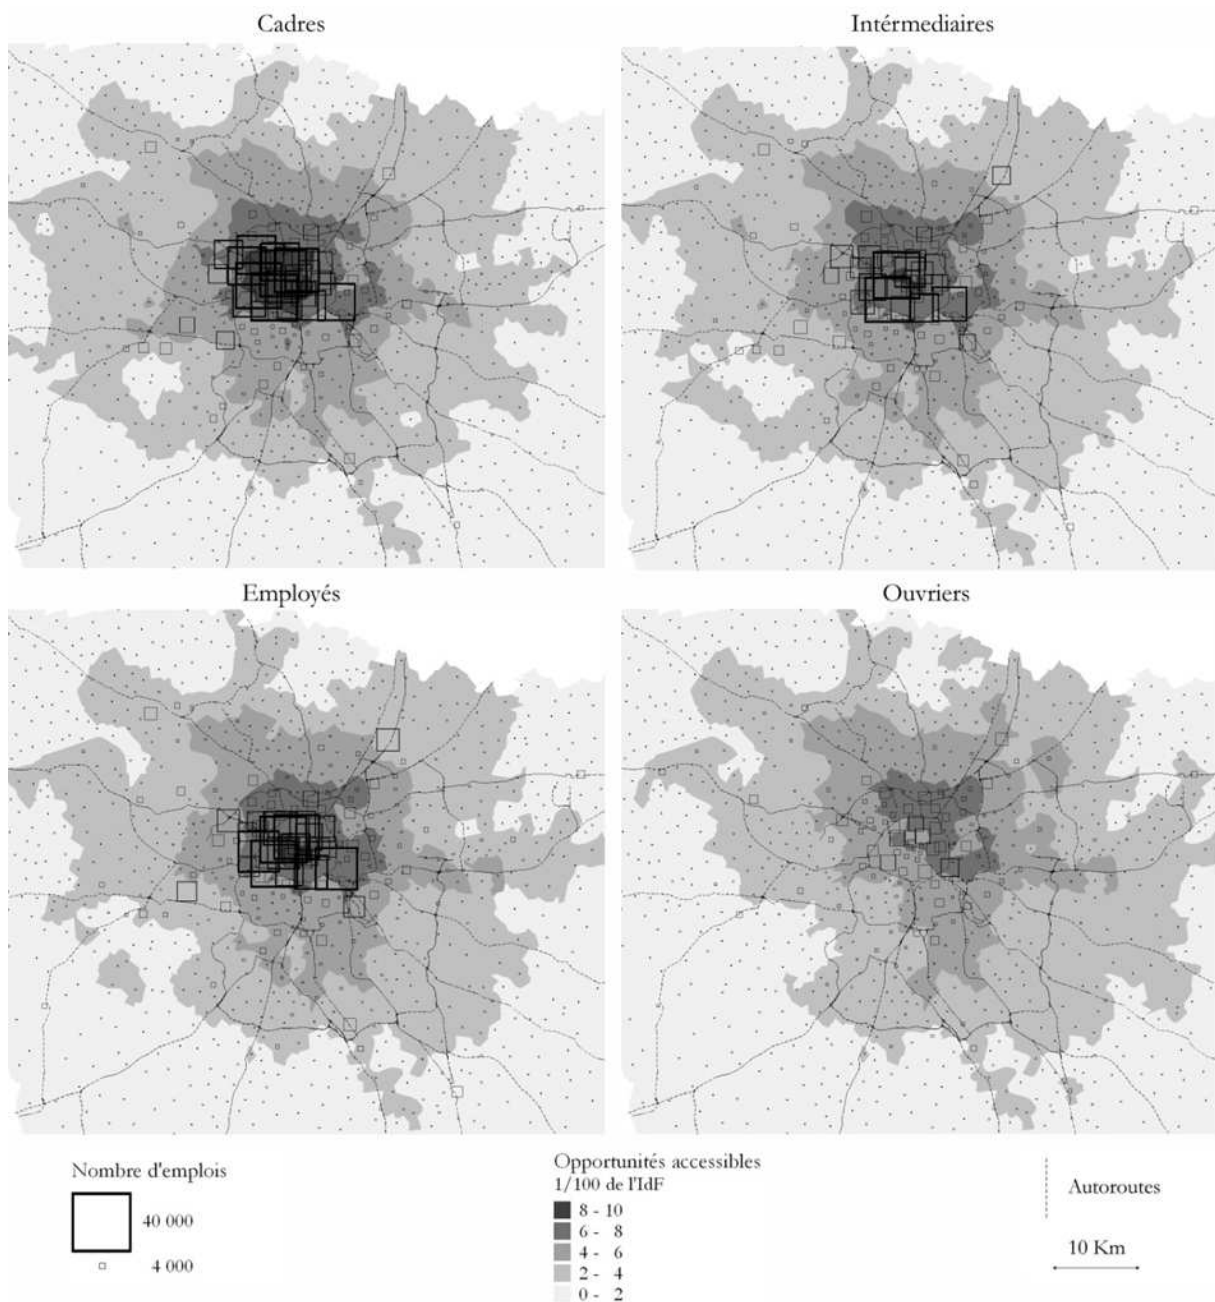 Cadres
Intérmediaires
Employés
Ouvriers
Nombre d'emplois
40 000
4 000
Opportunités accessibles
1/100 de l'IdF
8 - 10
6 - 8
4 - 6
2 - 4
0 - 2
Autoroutes
10 Km